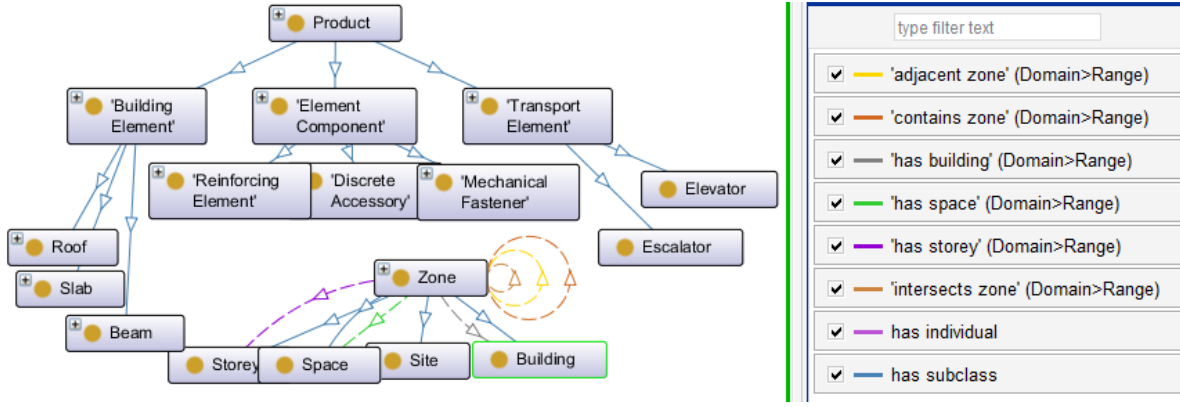 Product
'Building
Element'
'Element
Component'
'Transport
Element'
'Reinforcing
Element'
'Discrete
Accessory'
'Mechanical
Fastener'
Elevator
Roof
Escalator
Slab
Zone
Beam
Storey
Space
Site
Building
type filter text
'adjacent zone' (Domain>Range)
'contains zone' (Domain>Range)
'has building' (Domain>Range)
'has space' (Domain>Range)
'has storey' (Domain>Range)
'intersects zone' (Domain>Range)
has individual
has subclass